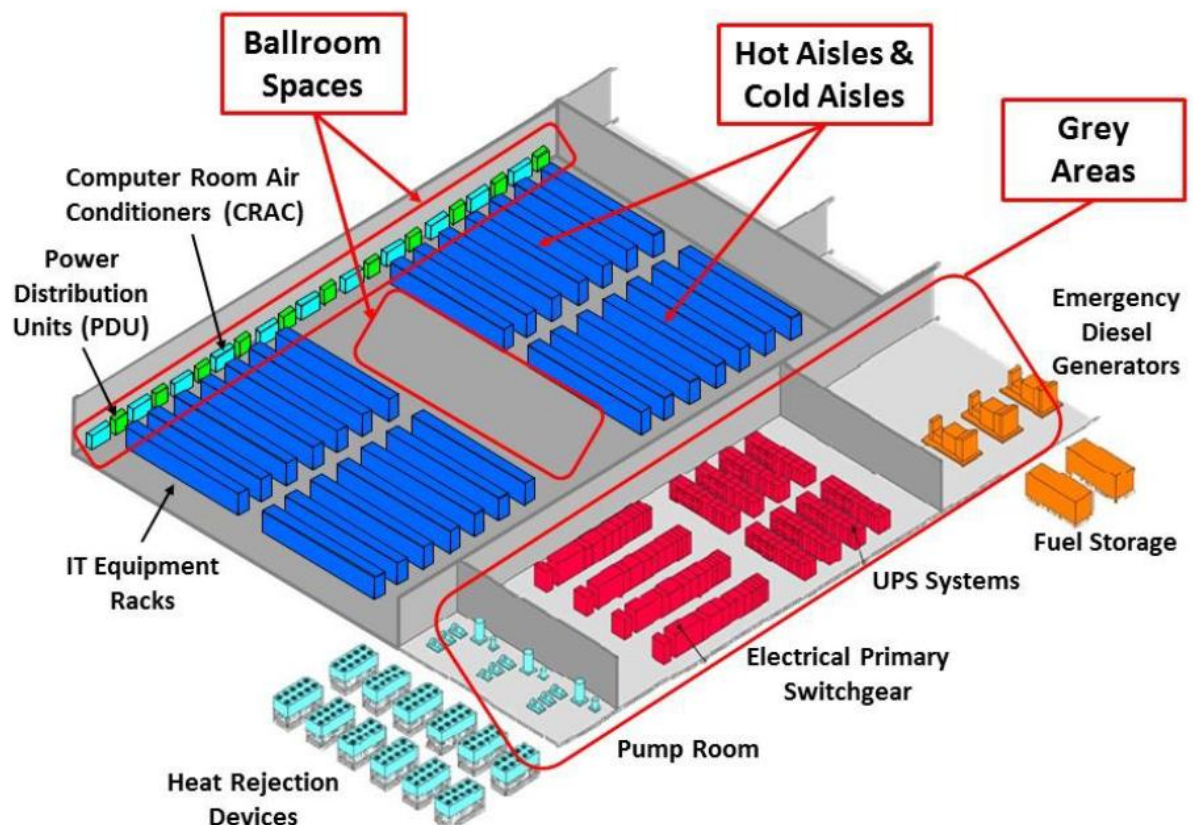 Ballroom
Spaces
Hot Aisles &
Cold Aisles
Grey
Areas
Computer Room Air
Conditioners (CRAC)
Power
Distribution
Units (PDU)
Emergency
Diesel
Generators
IT Equipment
Racks
Fuel Storage
UPS Systems
Electrical Primary
Switchgear
Pump Room
Heat Rejection
Devices